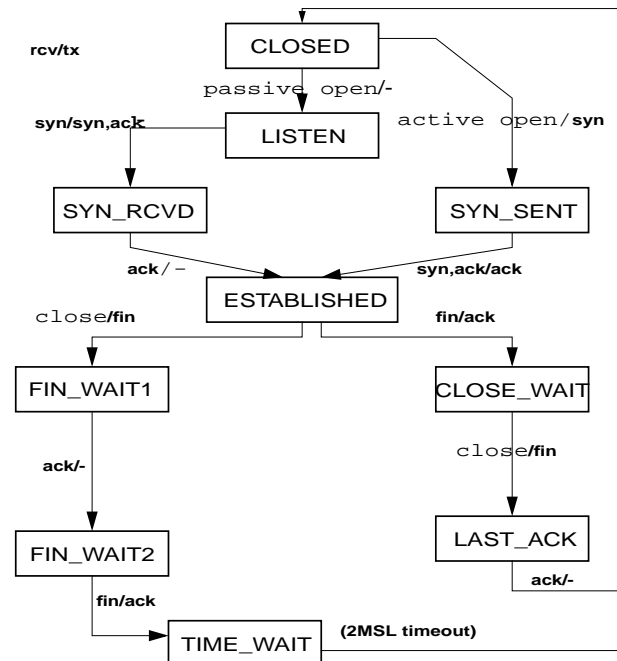 CLOSED
rcv/tx
passive open/-
syn/syn,ack
LISTEN
active open/syn
SYN_RCVD
SYN_SENT
ack/-
syn,ack/ack
ESTABLISHED
close/fin
fin/ack
FIN_WAIT1
CLOSE_WAIT
close/fin
ack/-
FIN_WAIT2
LAST_ACK
ack/-
fin/ack
TIME_WAIT
(2MSL timeout)